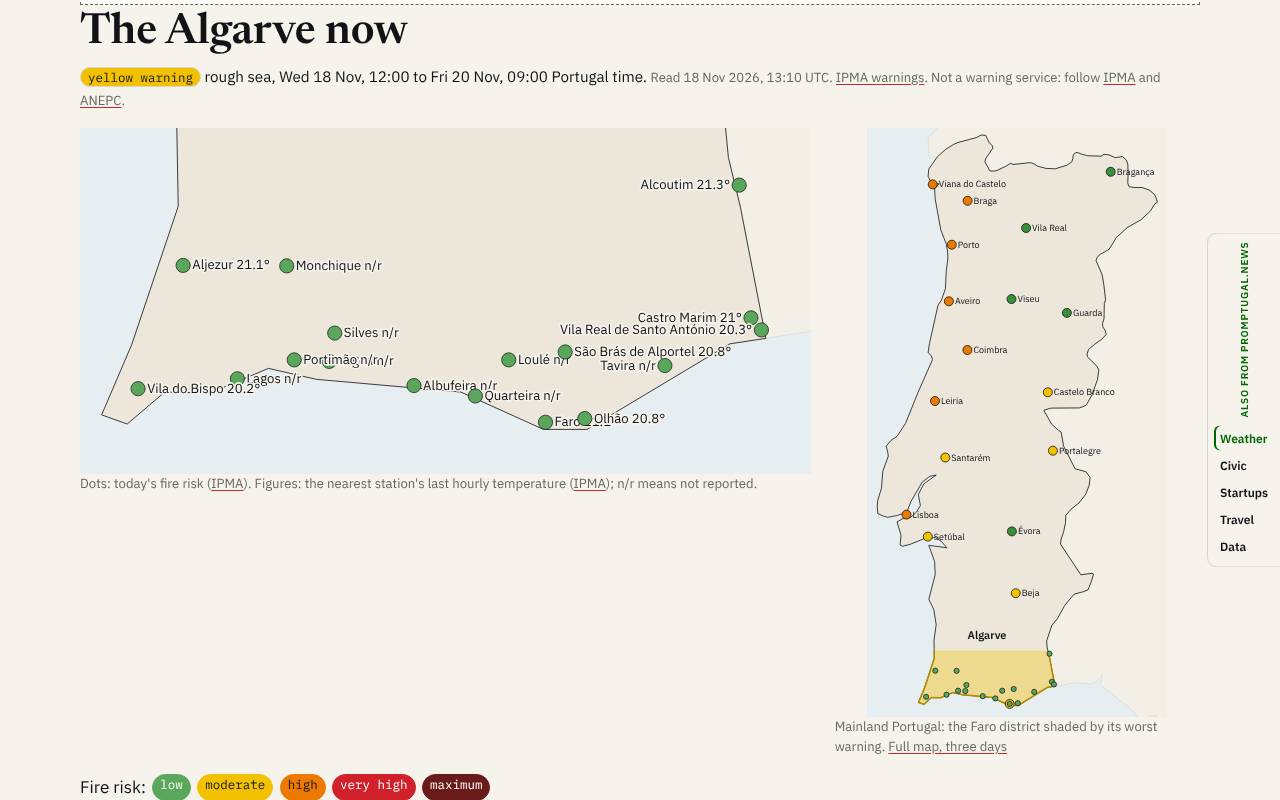 The Algarve now
yellow warning rough sea, Wed 18 Nov, 12:00 to Fri 20 Nov, 09:00 Portugal time. Read 18 Nov 2026, 13:10 UTC. IPMA warnings. Not a warning service: follow IPMA and
ANEPC.
Alcoutim 21.3°
Aljezur 21.1°
Monchique n/r
Castro Marim 21°
Vila Real de Santo António 20.3°
Silves n/r
Portimão n/r
Loulé n/r
São Brás de Alportel 20.8°
Tavira n/r
Lagos n/r
Vila do Bispo 20.2°
Albufeira n/r
Quarteira n/r
Faro
Olhão 20.8°
Dots: today's fire risk (IPMA). Figures: the nearest station's last hourly temperature (IPMA); n/r means not reported.
Bragança
Viana do Castelo
Braga
Vila Real
Porto
Aveiro
Viseu
Guarda
Coimbra
Castelo Branco
Leiria
Portalegre
Santarém
Lisboa
Évora
Setúbal
Beja
Algarve
Mainland Portugal: the Faro district shaded by its worst
warning. Full map, three days
Fire risk: low moderate high very high maximum
ALSO FROM PROMPTUGAL.NEWS
Weather
Civic
Startups
Travel
Data